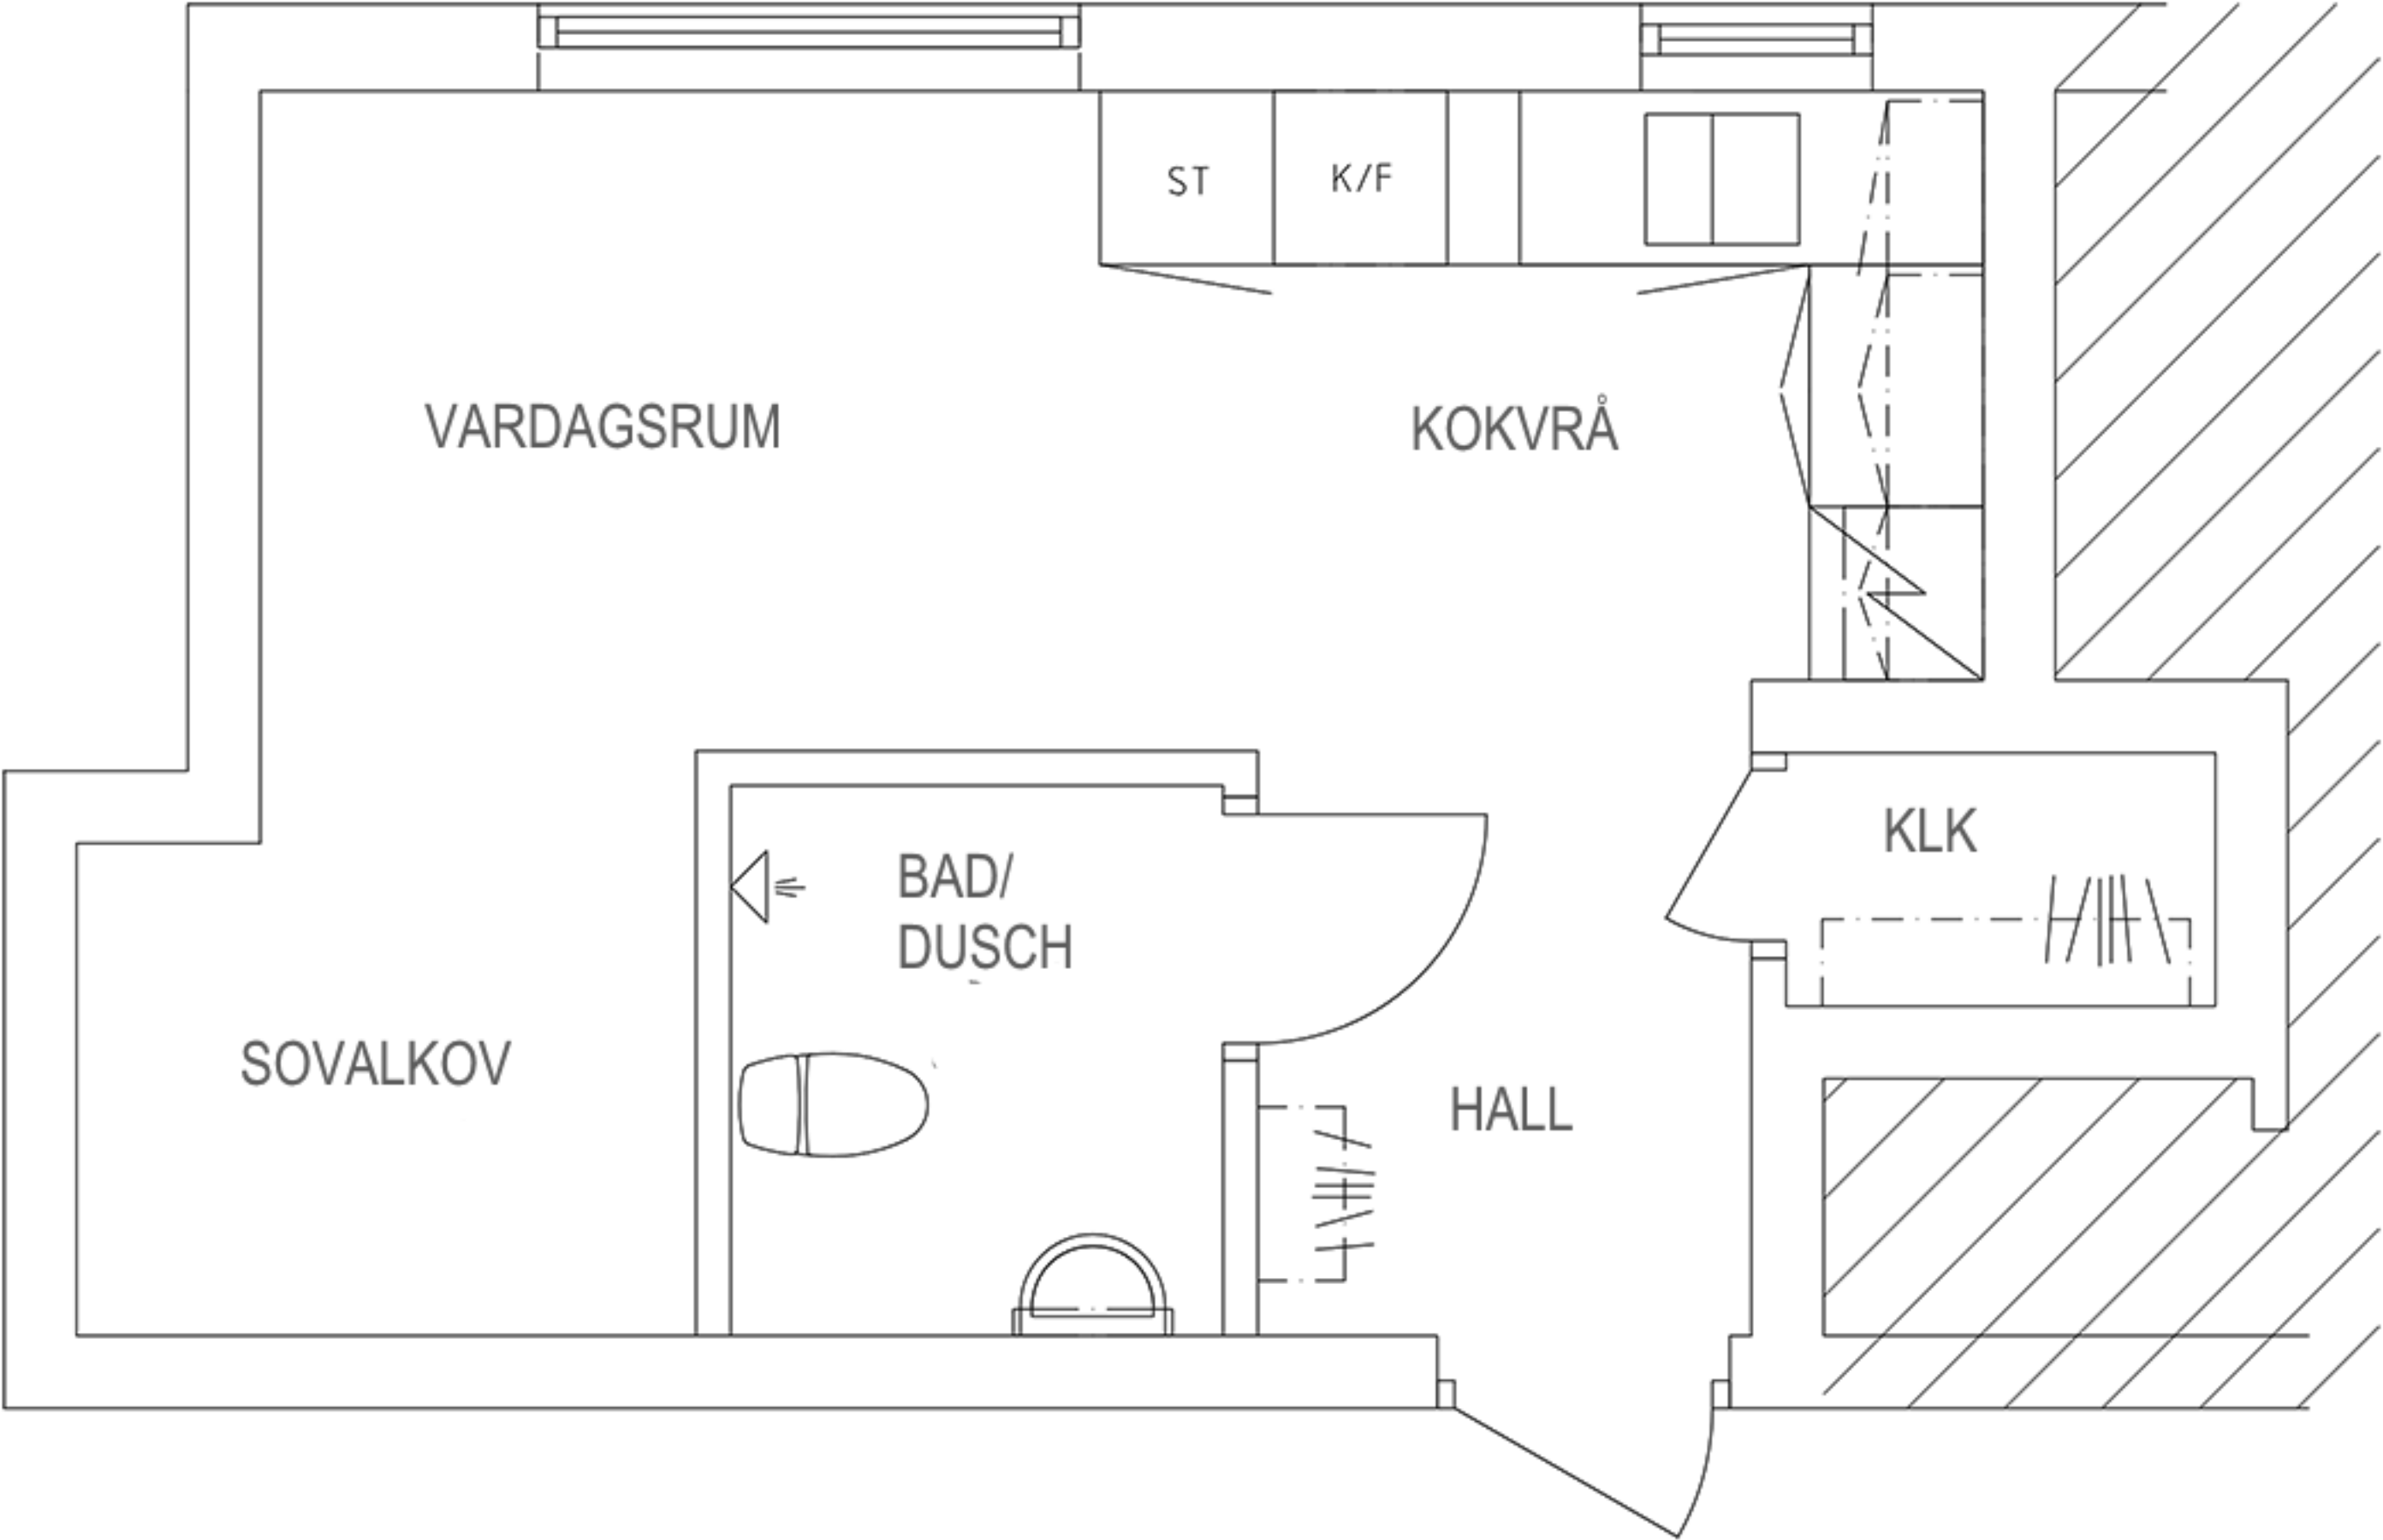 ST
K/F
VARDAGSRUM
KOKVRÅ
KLK
BAD/
DUSCH
SOVALKOV
HALL